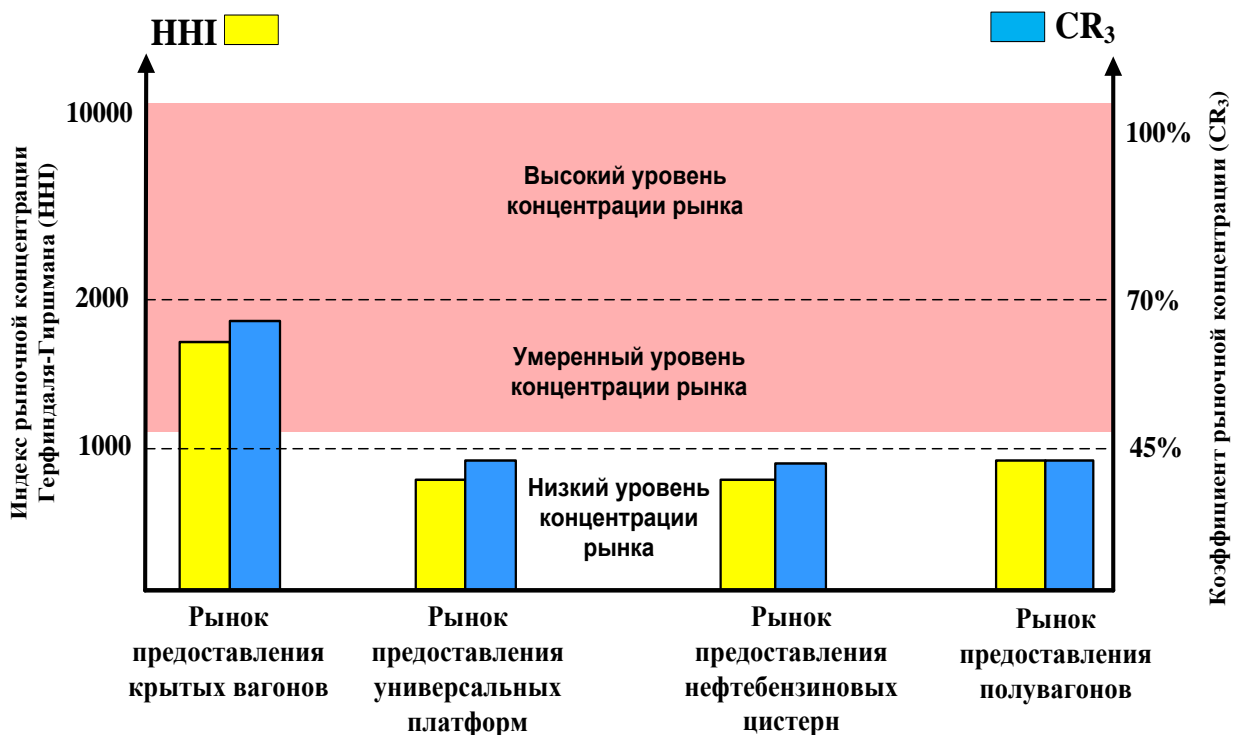 HHI
CR₃
Индекс рыночной концентрации
Герфиндаля-Гиршмана (HHI)
10000
2000
1000
Высокий уровень
концентрации рынка
Умеренный уровень
концентрации рынка
Низкий уровень
концентрации
рынка
100%
70%
45%
Коэффициент рыночной концентрации (CR₃)
Рынок
предоставления
крытых вагонов
Рынок
предоставления
универсальных
платформ
Рынок
предоставления
нефтебензиновых
цистерн
Рынок
предоставления
полувагонов